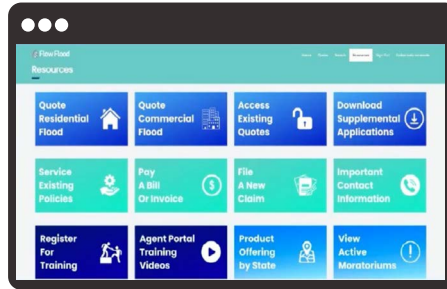 Flow Flood
Resources
Quote
Residential
Flood
Quote
Commercial
Flood
Access
Existing
Quotes
Download
Supplemental
Applications
Service
Existing
Policies
Pay
A Bill
Or Invoice
File
A New
Claim
Important
Contact
Information
Register
For
Training
Agent Portal
Training
Videos
Product
Offering
by State
View
Active
Moratoriums